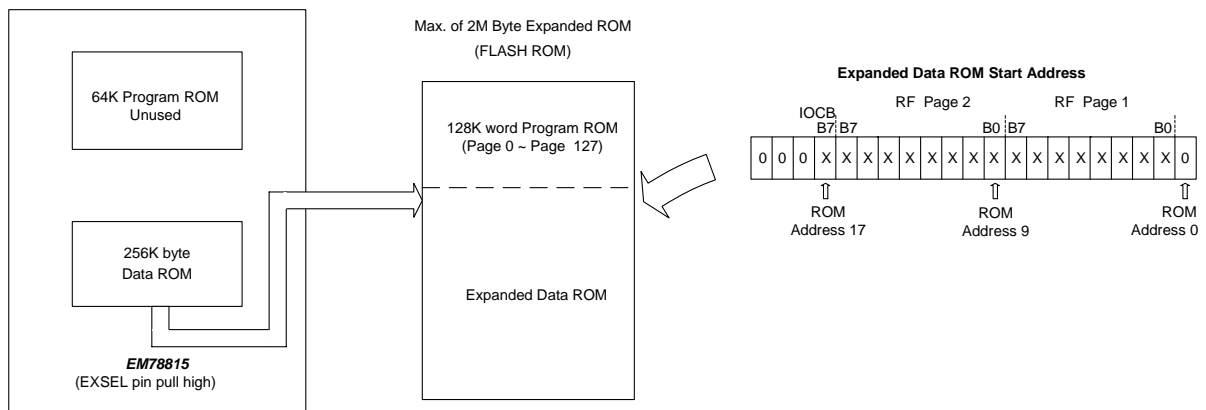 64K Program ROM
Unused
256K byte
Data ROM
EM78815
(EXSEL pin pull high)
Max. of 2M Byte Expanded ROM
(FLASH ROM)
128K word Program ROM
(Page 0 ~ Page 127)
Expanded Data ROM
Expanded Data ROM Start Address
RF Page 2 RF Page 1
IOCB
B7 B7 B0 B7 B0
0 0 0 X X X X X X X X X X X X X X X X X 0
ROM
Address 17
ROM
Address 9
ROM
Address 0